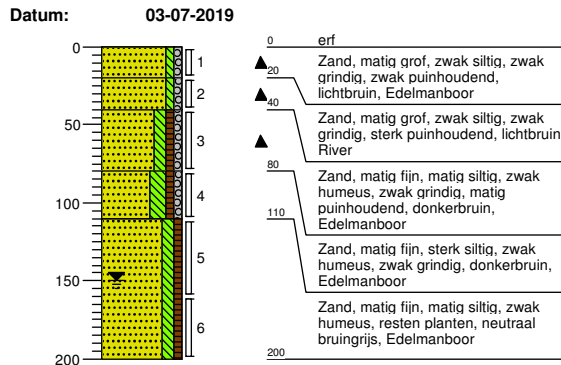 Datum: 03-07-2019
0
50
100
150
200
1
2
3
4
5
6
0 erf
Zand, matig grof, zwak siltig, zwak
grindig, zwak puinhoudend,
lichtbruin, Edelmanboor
20
Zand, matig grof, zwak siltig, zwak
grindig, sterk puinhoudend, lichtbruin
River
40
Zand, matig fijn, matig siltig, zwak
humeus, zwak grindig, matig
puinhoudend, donkerbruin,
Edelmanboor
80
Zand, matig fijn, sterk siltig, zwak
humeus, zwak grindig, donkerbruin,
Edelmanboor
110
Zand, matig fijn, matig siltig, zwak
humeus, resten planten, neutraal
bruingrijs, Edelmanboor
200